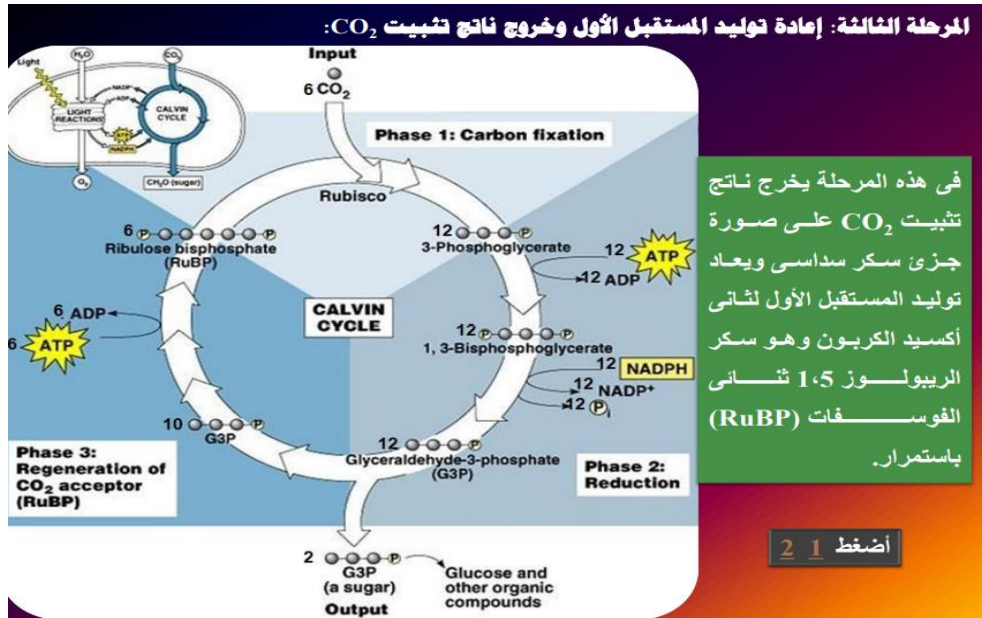 المرحلة الثالثة: إعادة توليد المستقبل الأول وخروج ناتج تثبيت CO₂:
H₂O
CO₂
Light
NADP⁺
ADP
LIGHT
REACTIONS
CALVIN
CYCLE
ATP
NADPH
O₂
CH₂O (sugar)
Input
6 CO₂
Phase 1: Carbon fixation
Rubisco
6 P P
Ribulose bisphosphate
(RuBP)
12 P
3-Phosphoglycerate
12 ATP
12 ADP
CALVIN
CYCLE
6 ADP
6 ATP
12 P P
1, 3-Bisphosphoglycerate
12 NADPH
12 NADP⁺
12 Pi
10 P
G3P
12 P
Glyceraldehyde-3-phosphate
(G3P)
Phase 3:
Regeneration of
CO₂ acceptor
(RuBP)
Phase 2:
Reduction
2 P
G3P
(a sugar)
Output
Glucose and
other organic
compounds
فى هذه المرحلة يخرج ناتج
تثبيت CO₂ على صورة
جزئ سكر سداسى ويعاد
توليد المستقبل الأول لثانى
أكسيد الكربون وهو سكر
الريبولوز 1،5 ثنائى
الفوسفات (RuBP)
باستمرار.
أضغط 1 2